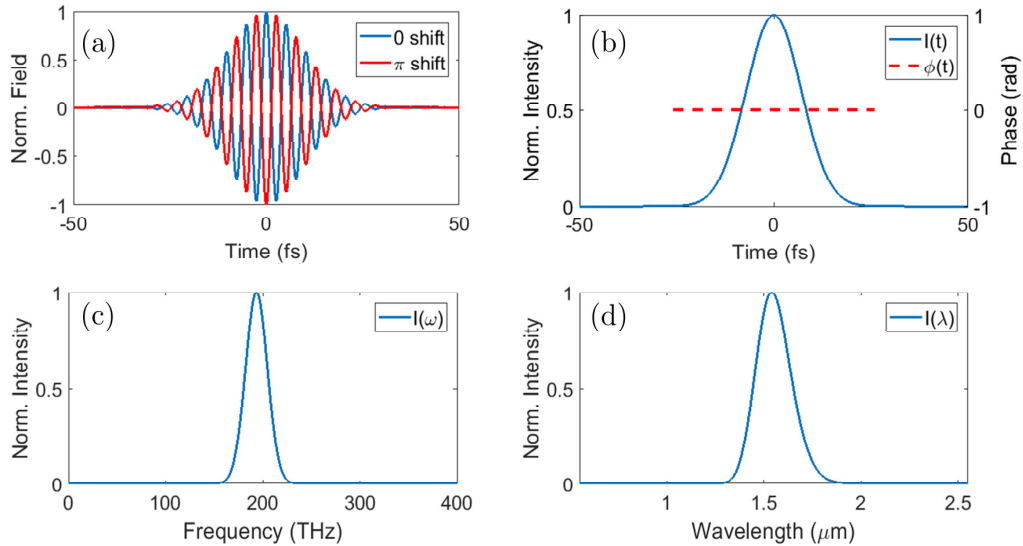 (a)
0 shift
π shift
1
0.5
0
-0.5
-1
Norm. Field
-50
0
50
Time (fs)
(b)
I(t)
ϕ(t)
1
0.5
0
Norm. Intensity
1
0
-1
Phase (rad)
-50
0
50
Time (fs)
(c)
I(ω)
1
0.5
0
Norm. Intensity
0
100
200
300
400
Frequency (THz)
(d)
I(λ)
1
0.5
0
Norm. Intensity
1
1.5
2
2.5
Wavelength (μm)